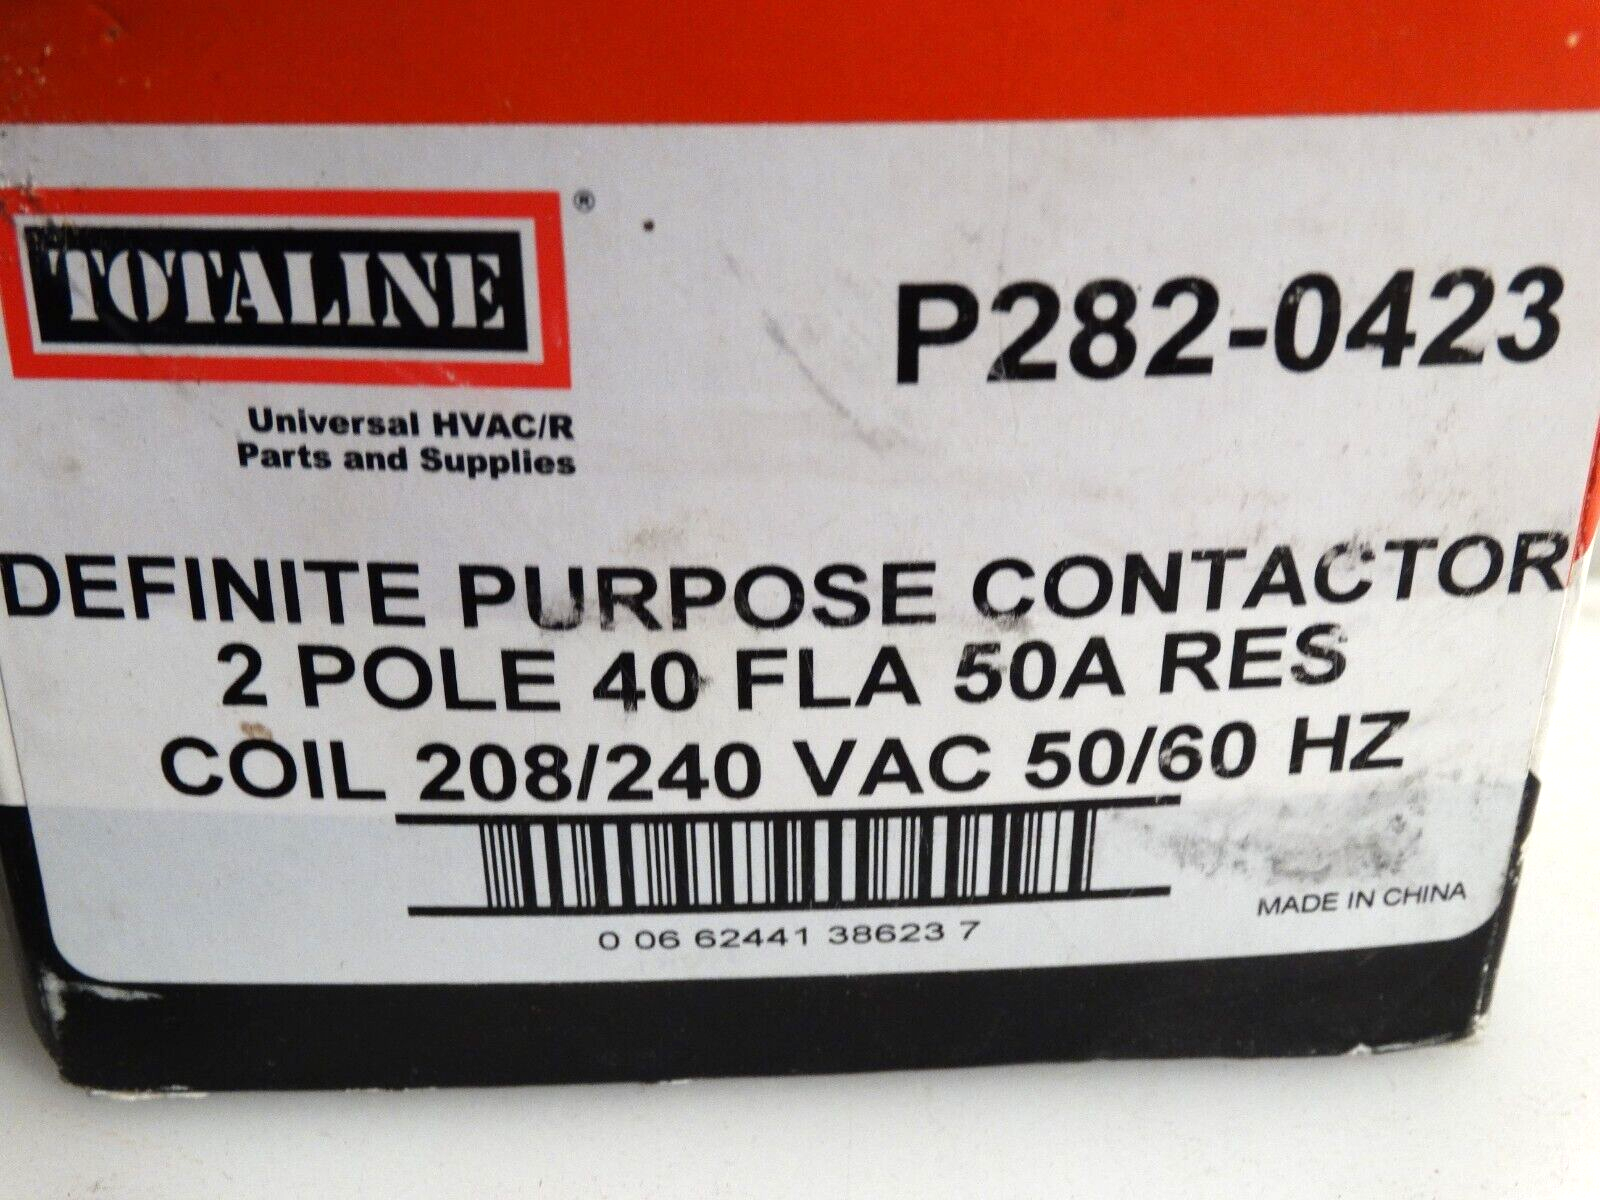 TOTALINE ®
Universal HVAC/R
Parts and Supplies
P282-0423
DEFINITE PURPOSE CONTACTOR
2 POLE 40 FLA 50A RES
COIL 208/240 VAC 50/60 HZ
0 06 62441 38623 7
MADE IN CHINA